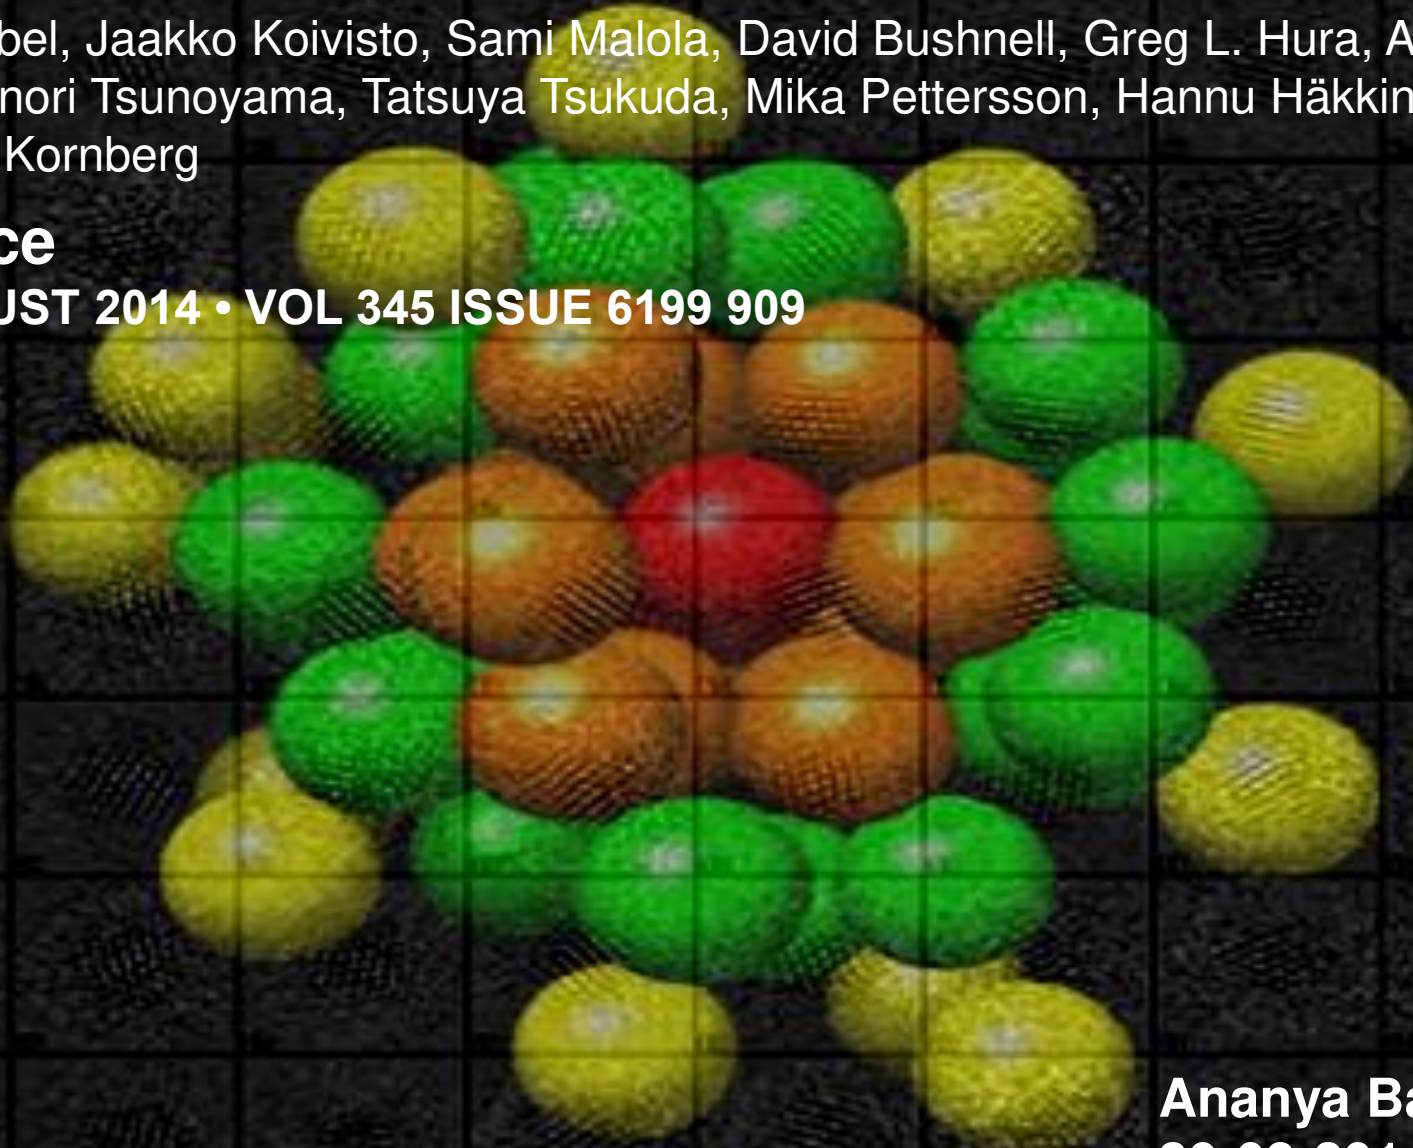 bel, Jaakko Koivisto, Sami Malola, David Bushnell, Greg L. Hura, A
nori Tsunoyama, Tatsuya Tsukuda, Mika Pettersson, Hannu Häkkin
Kornberg
ce
UST 2014 • VOL 345 ISSUE 6199 909
Ananya Ba